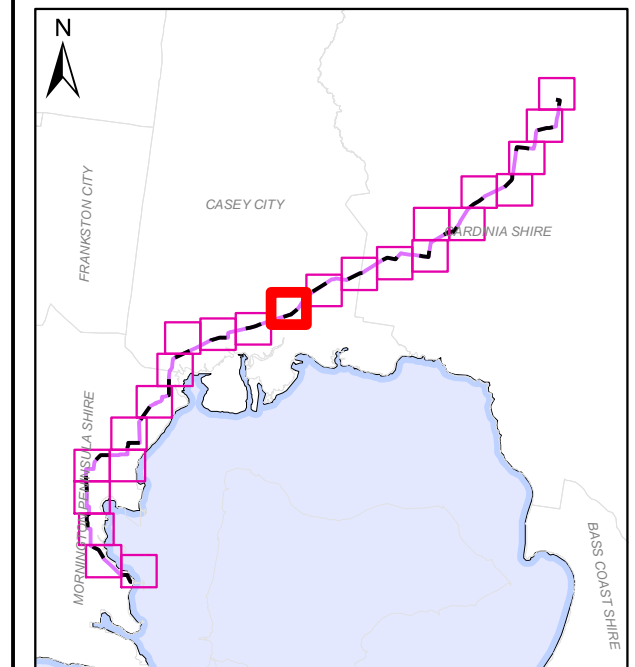 N
FRANKSTON CITY
CASEY CITY
CARDINIA SHIRE
MORNINGTON PENINSULA SHIRE
BASS COAST SHIRE